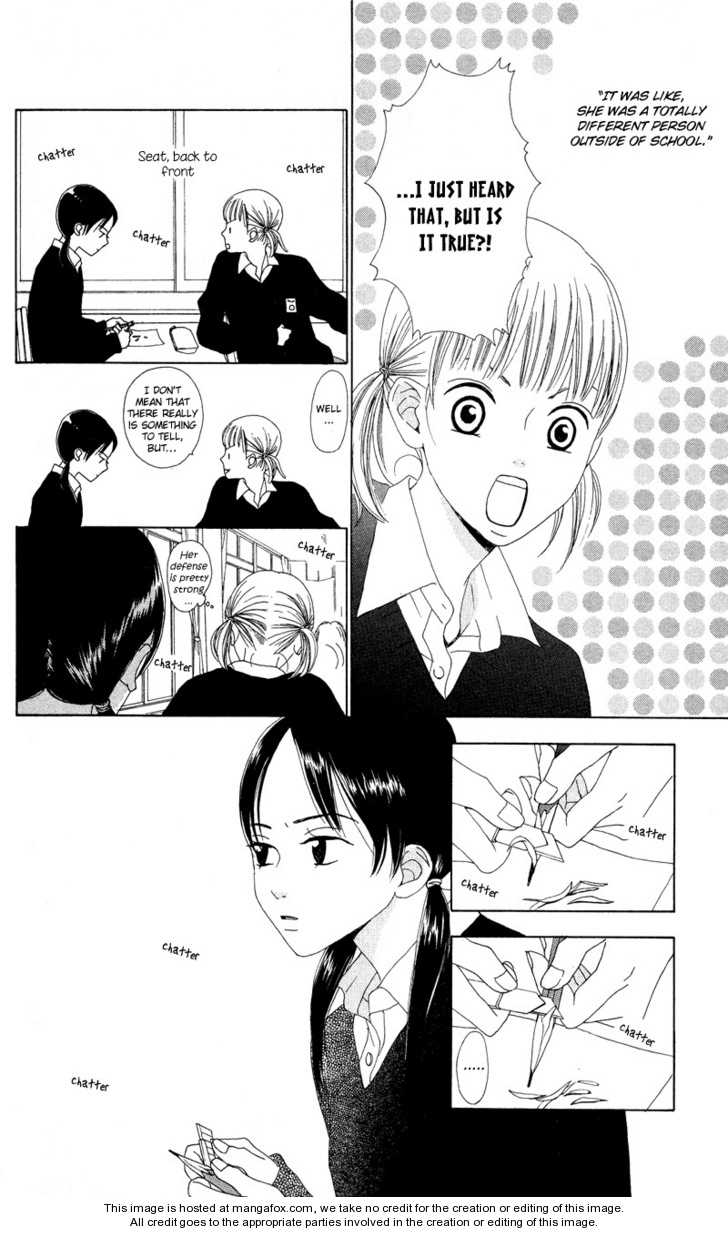 "IT WAS LIKE,
SHE WAS A TOTALLY
DIFFERENT PERSON
OUTSIDE OF SCHOOL."
...I JUST HEARD
THAT, BUT IS
IT TRUE?!
chatter
Seat, back to
front
chatter
chatter
WELL
...
I DON'T
MEAN THAT
THERE REALLY
IS SOMETHING
TO TELL,
BUT...
chatter
Her
defense
is pretty
strong
...
chatter
chatter
chatter
chatter
.....
chatter
chatter
This image is hosted at mangafox.com, we take no credit for the creation or editing of this image.
All credit goes to the appropriate parties involved in the creation or editing of this image.